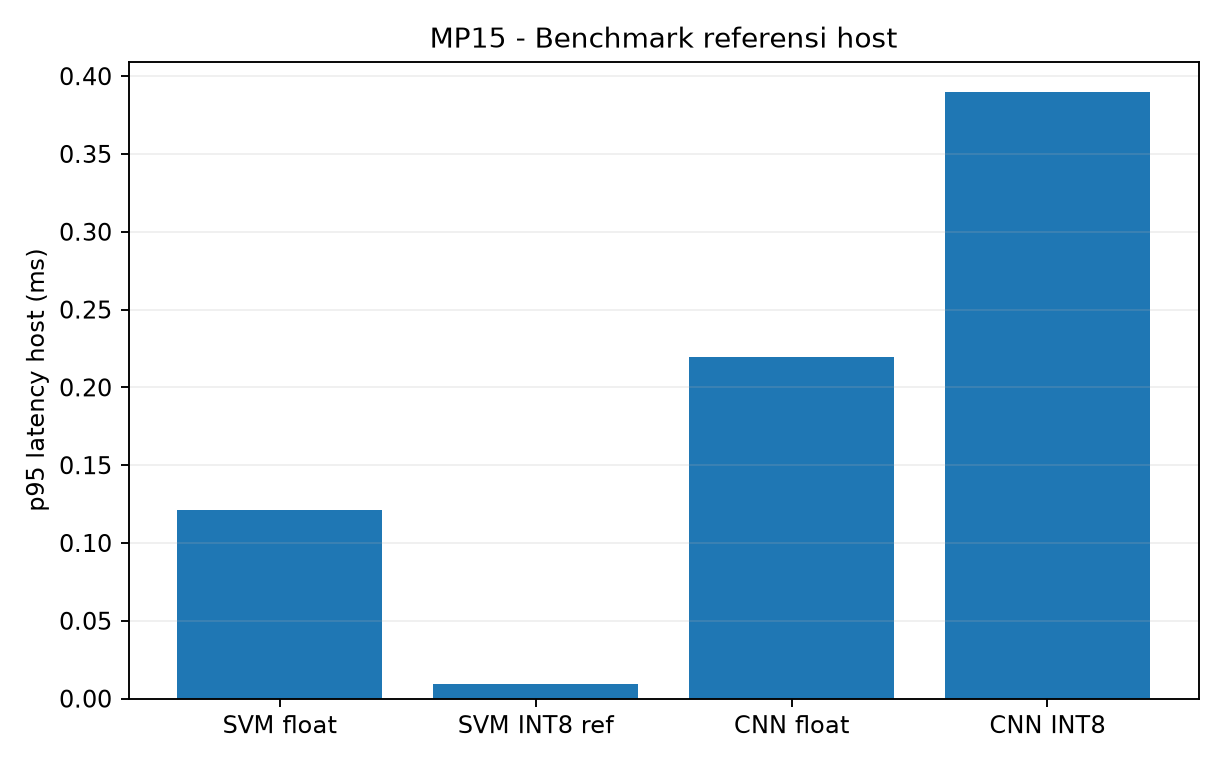 MP15 - Benchmark referensi host
p95 latency host (ms)
0.40
0.35
0.30
0.25
0.20
0.15
0.10
0.05
0.00
SVM float
SVM INT8 ref
CNN float
CNN INT8